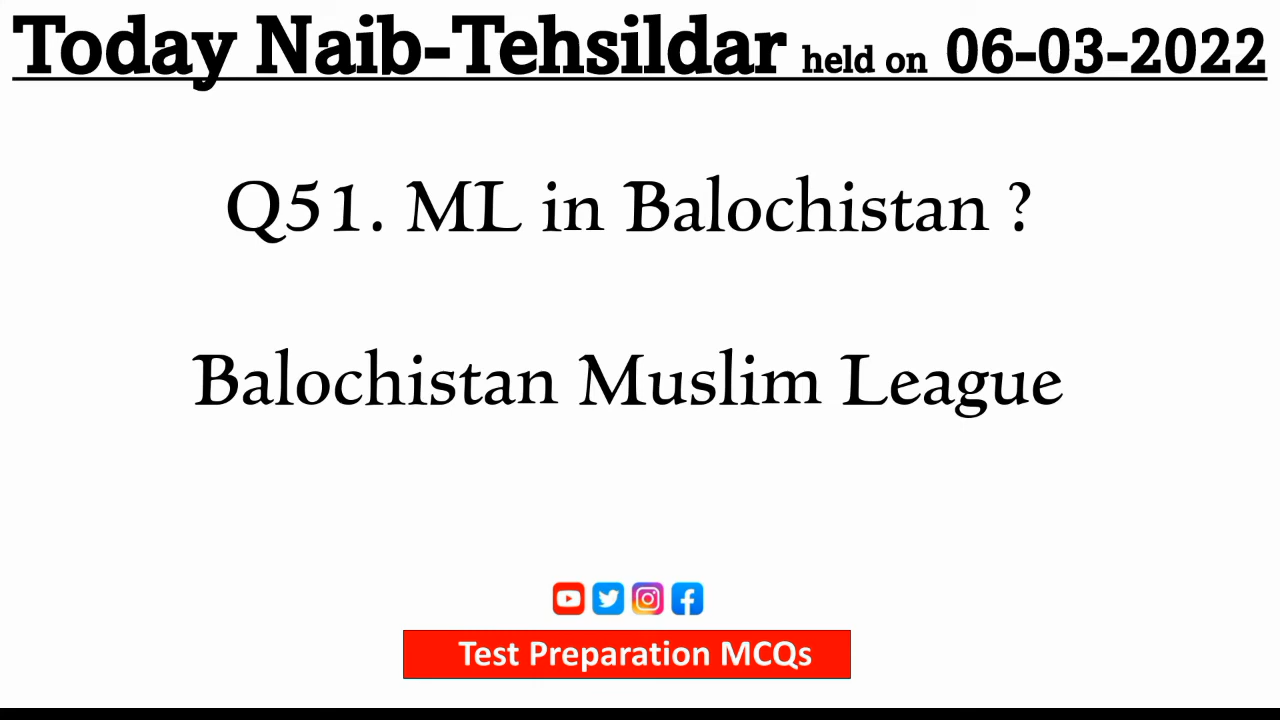 Today Naib-Tehsildar held on 06-03-2022
Q51. ML in Balochistan ?
Balochistan Muslim League
Test Preparation MCQs